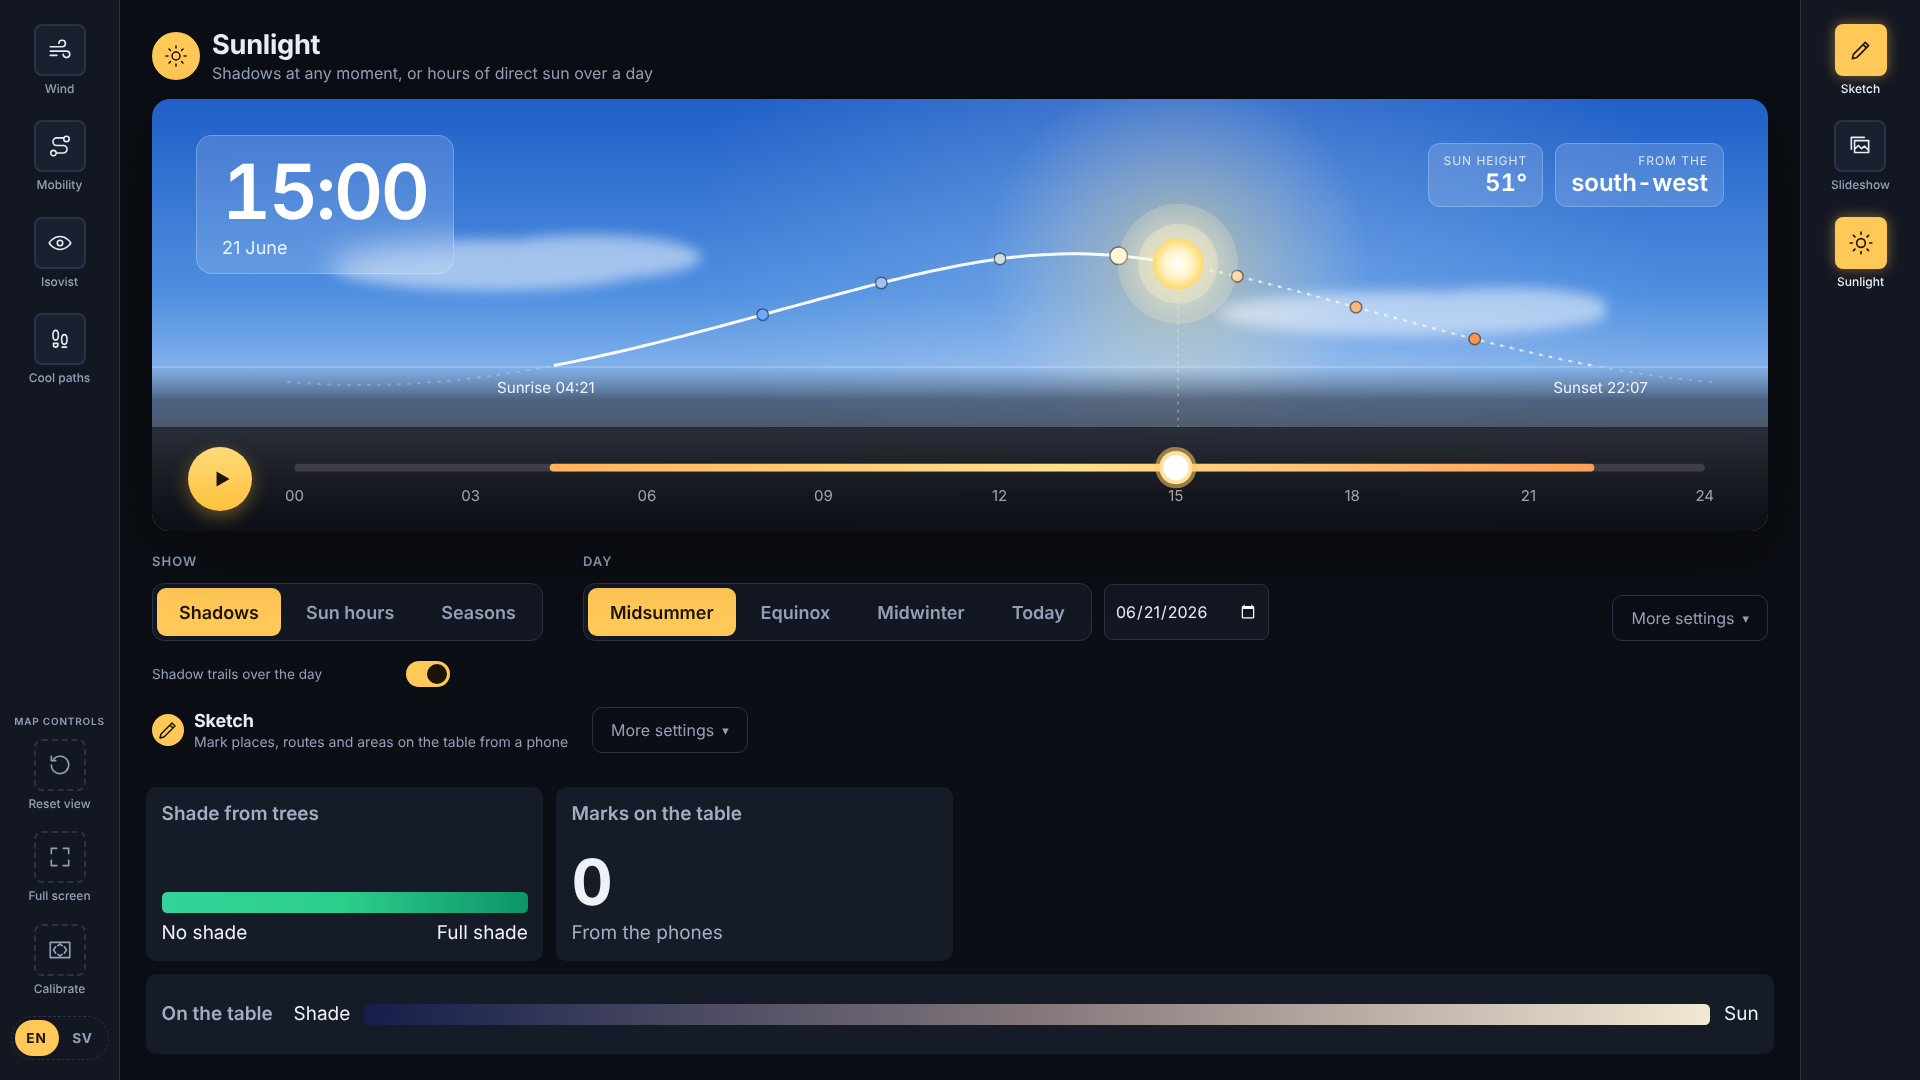 Wind
Mobility
Isovist
Cool paths
MAP CONTROLS
Reset view
Full screen
Calibrate
EN SV
Sunlight
Shadows at any moment, or hours of direct sun over a day
15:00
21 June
SUN HEIGHT
51°
FROM THE
south-west
Sunrise 04:21
Sunset 22:07
00 03 06 09 12 15 18 21 24
SHOW
Shadows Sun hours Seasons
DAY
Midsummer Equinox Midwinter Today
06/21/2026
More settings ▾
Shadow trails over the day
Sketch
Mark places, routes and areas on the table from a phone
More settings ▾
Shade from trees
No shade Full shade
Marks on the table
0
From the phones
On the table Shade Sun
Sketch
Slideshow
Sunlight